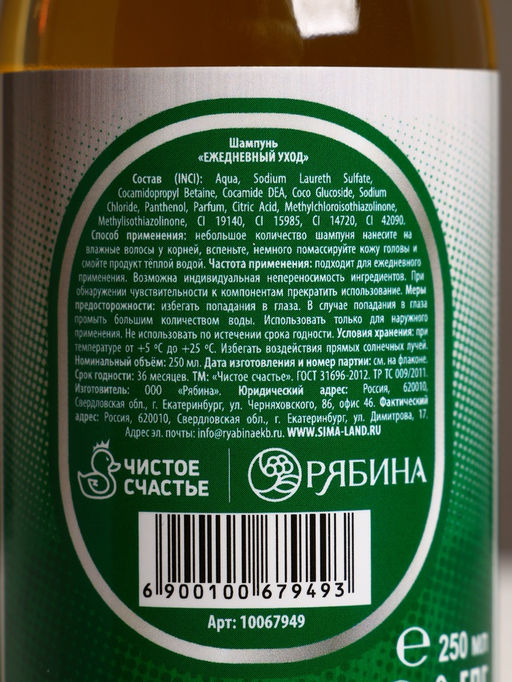 Шампунь
«ЕЖЕДНЕВНЫЙ УХОД»
Состав (INCI): Aqua, Sodium Laureth Sulfate,
Cocamidopropyl Betaine, Cocamide DEA, Coco Glucoside, Sodium
Chloride, Panthenol, Parfum, Citric Acid, Methylchloroisothiazolinone,
Methylisothiazolinone, CI 19140, CI 15985, CI 14720, CI 42090.
Способ применения: небольшое количество шампуня нанесите на
влажные волосы у корней, вспеньте, немного помассируйте кожу головы и
смойте продукт тёплой водой. Частота применения: подходит для ежедневного
применения. Возможна индивидуальная непереносимость ингредиентов. При
обнаружении чувствительности к компонентам прекратить использование. Меры
предосторожности: избегать попадания в глаза. В случае попадания в глаза
промыть большим количеством воды. Использовать только для наружного
применения. Не использовать по истечении срока годности. Условия хранения: при
температуре от +5 ºС до +25 ºС. Избегать воздействия прямых солнечных лучей.
Номинальный объём: 250 мл. Дата изготовления и номер партии: см. на флаконе.
Срок годности: 36 месяцев. ТМ: «Чистое счастье». ГОСТ 31696-2012. ТР ТС 009/2011.
Изготовитель: ООО «Рябина». Юридический адрес: Россия, 620010,
Свердловская обл., г. Екатеринбург, ул. Черняховского, 86, офис 46. Фактический
адрес: Россия, 620010, Свердловская обл., г. Екатеринбург, ул. Димитрова, 17.
Адрес эл. почты: info@ryabinaekb.ru. WWW.SIMA-LAND.RU
ЧИСТОЕ
СЧАСТЬЕ
РЯБИНА
6 900100 679493
Арт: 10067949
℮ 250 мл